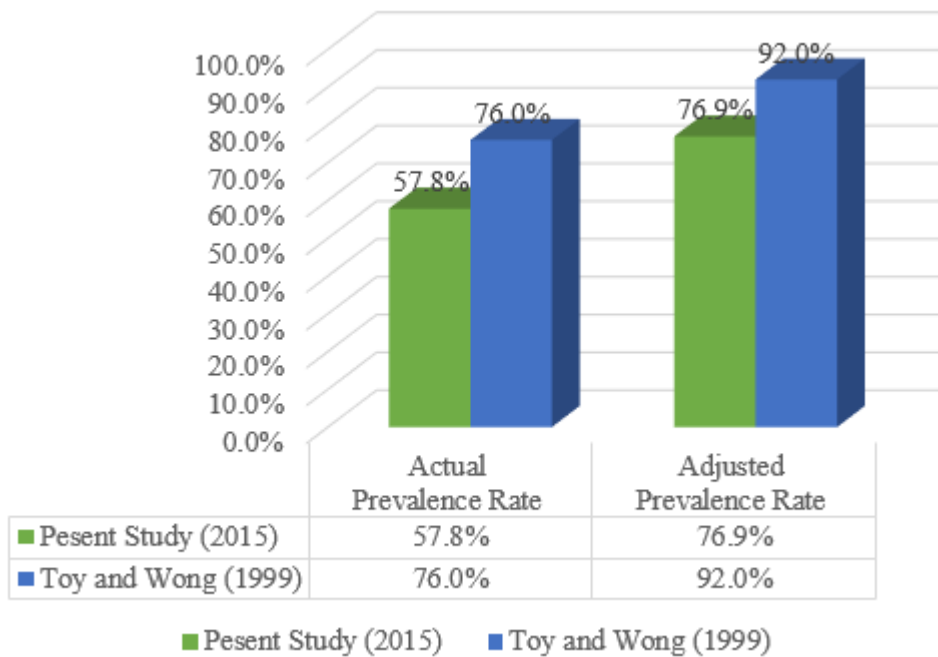 100.0%
90.0%
80.0%
70.0%
60.0%
50.0%
40.0%
30.0%
20.0%
10.0%
0.0%
57.8%
76.0%
76.9%
92.0%
Actual
Prevalence Rate
Adjusted
Prevalence Rate
Pesent Study (2015) 57.8% 76.9%
Toy and Wong (1999) 76.0% 92.0%
Pesent Study (2015) Toy and Wong (1999)